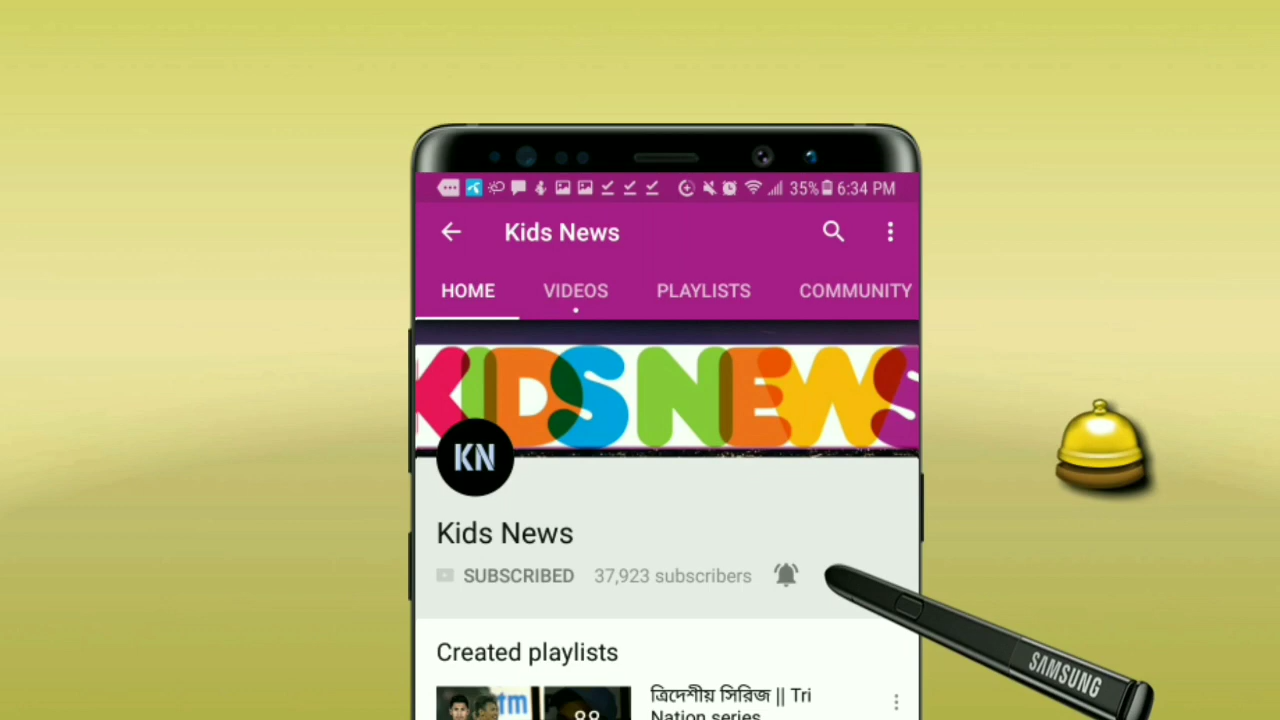 35% 6:34 PM
Kids News
HOME VIDEOS PLAYLISTS COMMUNITY
KIDS NEWS
KN
Kids News
SUBSCRIBED 37,923 subscribers
SAMSUNG
Created playlists
ত্রিদেশীয় সিরিজ || Tri
Nation series
88